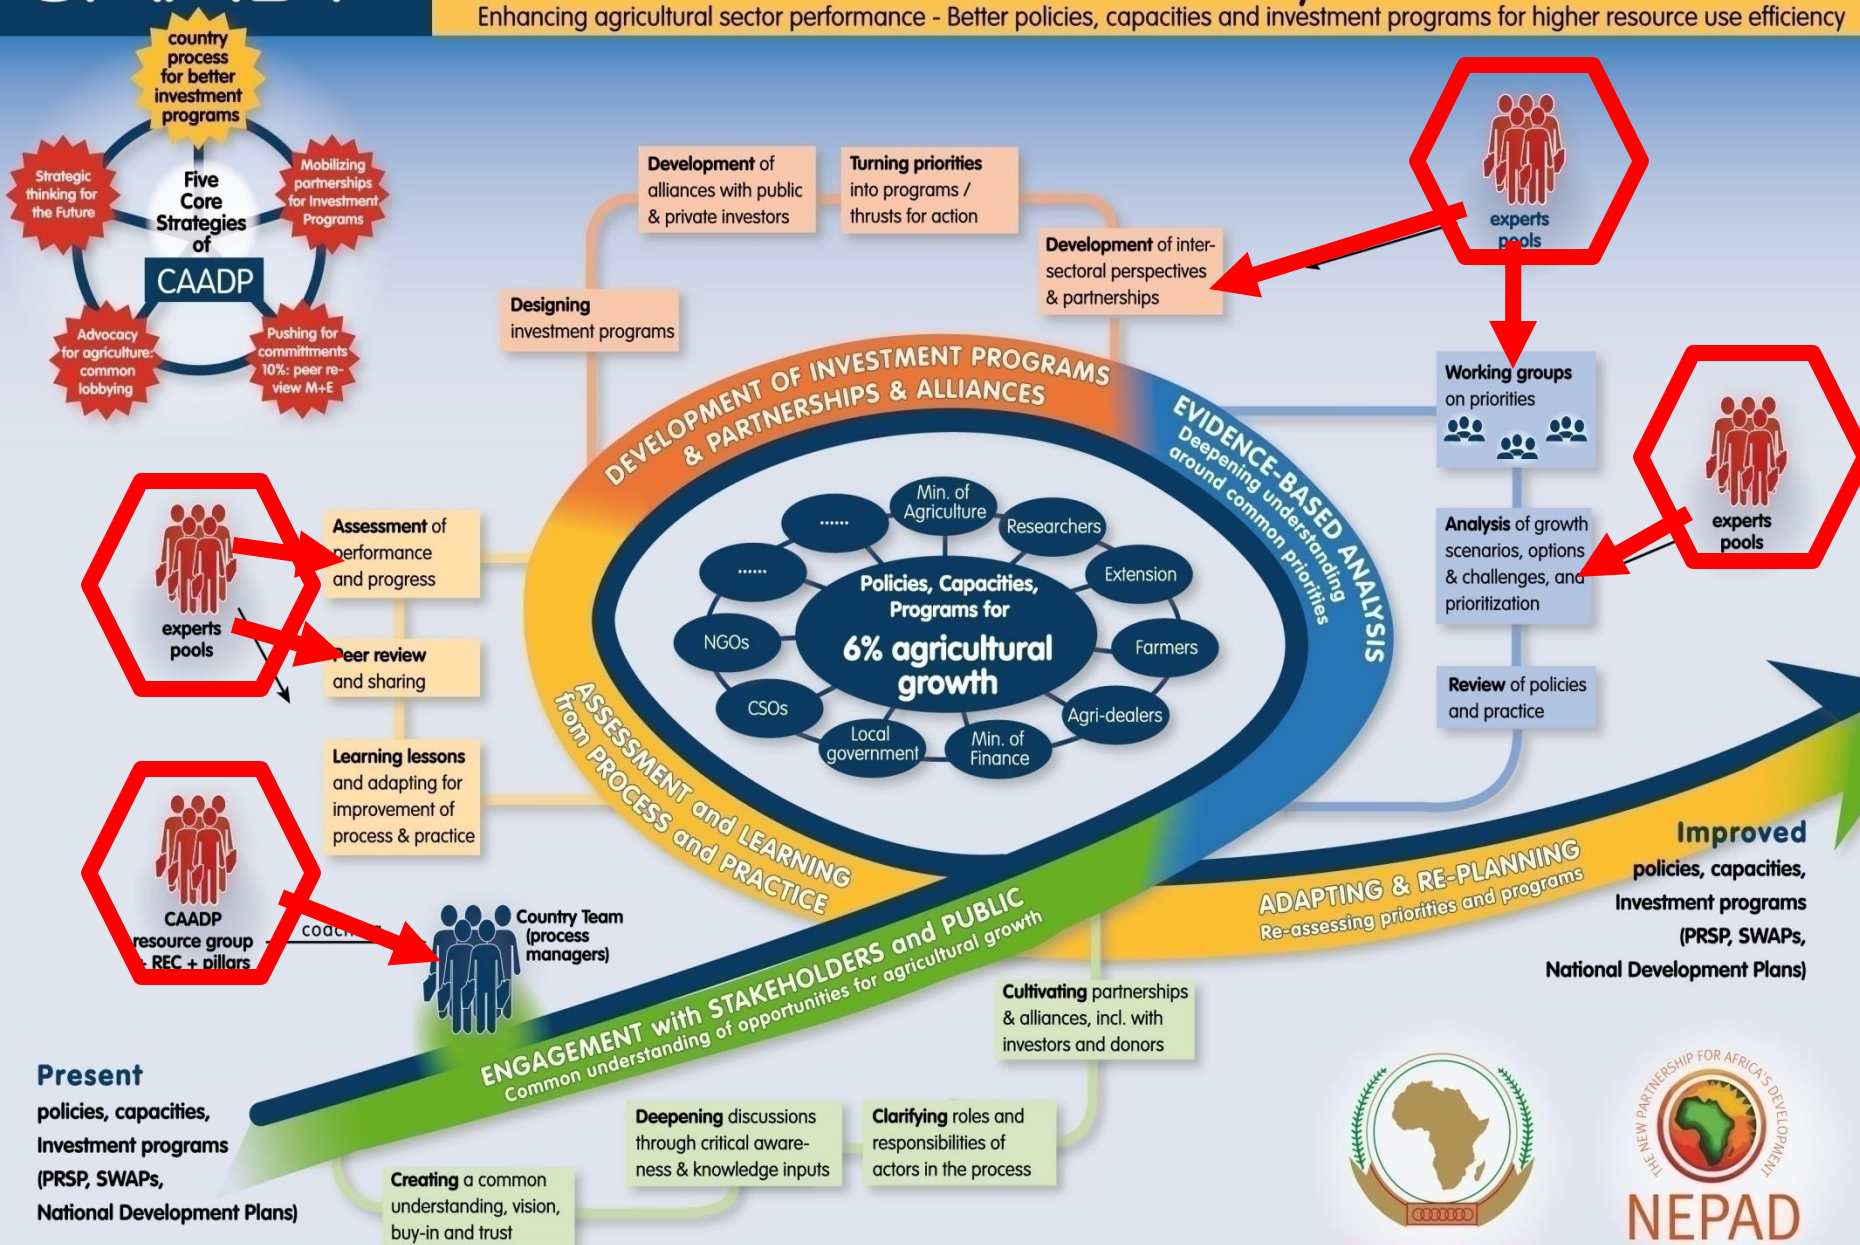 Enhancing agricultural sector performance - Better policies, capacities and investment programs for higher resource use efficiency
country
process
for better
investment
programs
Strategic
thinking for
the Future
Mobilizing
partnerships
for Investment
Programs
Five
Core
Strategies
of
CAADP
Advocacy
for agriculture:
common
lobbying
Pushing for
committments
10%: peer re-
view M+E
Development of
alliances with public
& private investors
Turning priorities
into programs /
thrusts for action
Development of inter-
sectoral perspectives
& partnerships
Designing
investment programs
experts
pools
Working groups
on priorities
experts
pools
Analysis of growth
scenarios, options
& challenges, and
prioritization
Review of policies
and practice
DEVELOPMENT OF INVESTMENT PROGRAMS
& PARTNERSHIPS & ALLIANCES
EVIDENCE-BASED ANALYSIS
Deepening understanding
around common priorities
experts
pools
Assessment of
performance
and progress
Peer review
and sharing
Learning lessons
and adapting for
improvement of
process & practice
......
Min. of
Agriculture
Researchers
......
Extension
Policies, Capacities,
Programs for
6% agricultural
growth
NGOs
Farmers
CSOs
Agri-dealers
Local
government
Min. of
Finance
ASSESSMENT and LEARNING
from PROCESS and PRACTICE
CAADP
resource group
REC + pillars
Country Team
(process
managers)
ENGAGEMENT with STAKEHOLDERS and PUBLIC
Common understanding of opportunities for agricultural growth
ADAPTING & RE-PLANNING
Re-assessing priorities and programs
Improved
policies, capacities,
Investment programs
(PRSP, SWAPs,
National Development Plans)
Cultivating partnerships
& alliances, incl. with
investors and donors
Present
policies, capacities,
Investment programs
(PRSP, SWAPs,
National Development Plans)
Creating a common
understanding, vision,
buy-in and trust
Deepening discussions
through critical aware-
ness & knowledge inputs
Clarifying roles and
responsibilities of
actors in the process
THE NEW PARTNERSHIP FOR AFRICA'S DEVELOPMENT
NEPAD